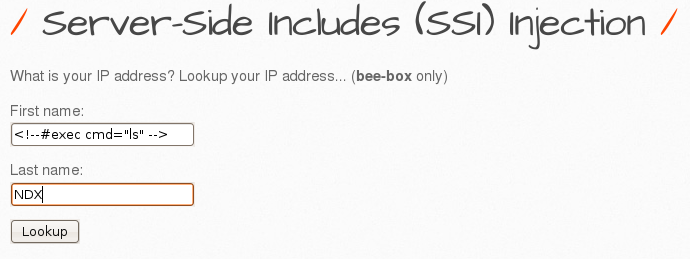 / Server-Side Includes (SSI) Injection /
What is your IP address? Lookup your IP address... (bee-box only)
First name:
<!--#exec cmd="ls" -->
Last name:
NDX
Lookup